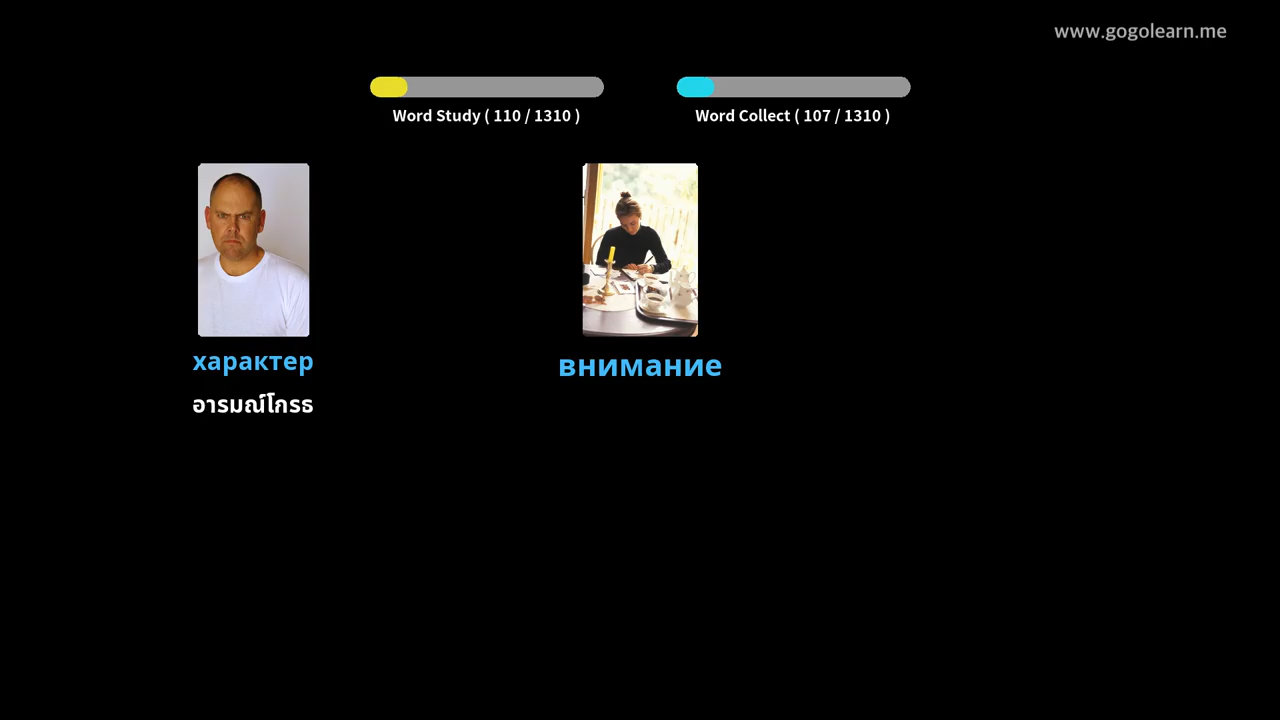 www.gogolearn.me
Word Study ( 110 / 1310 )
Word Collect ( 107 / 1310 )
характер
อารมณ์โกรธ
внимание